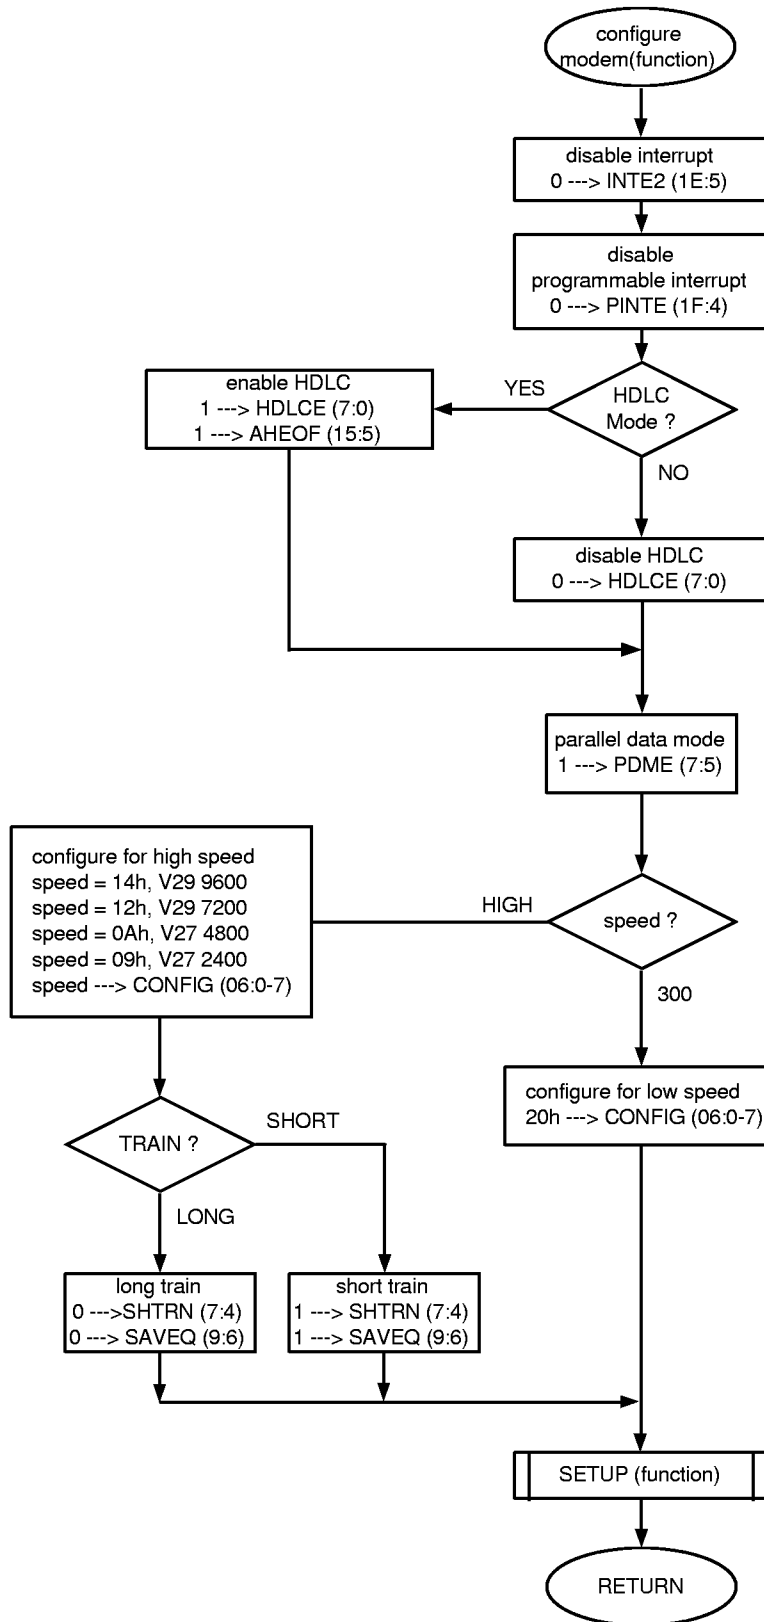 configure
modem(function)
disable interrupt
0 ---> INTE2 (1E:5)
disable
programmable interrupt
0 ---> PINTE (1F:4)
HDLC
Mode ?
YES
enable HDLC
1 ---> HDLCE (7:0)
1 ---> AHEOF (15:5)
NO
disable HDLC
0 ---> HDLCE (7:0)
parallel data mode
1 ---> PDME (7:5)
speed ?
HIGH
configure for high speed
speed = 14h, V29 9600
speed = 12h, V29 7200
speed = 0Ah, V27 4800
speed = 09h, V27 2400
speed ---> CONFIG (06:0-7)
300
configure for low speed
20h ---> CONFIG (06:0-7)
TRAIN ?
SHORT
LONG
long train
0 --->SHTRN (7:4)
0 ---> SAVEQ (9:6)
short train
1 ---> SHTRN (7:4)
1 ---> SAVEQ (9:6)
SETUP (function)
RETURN